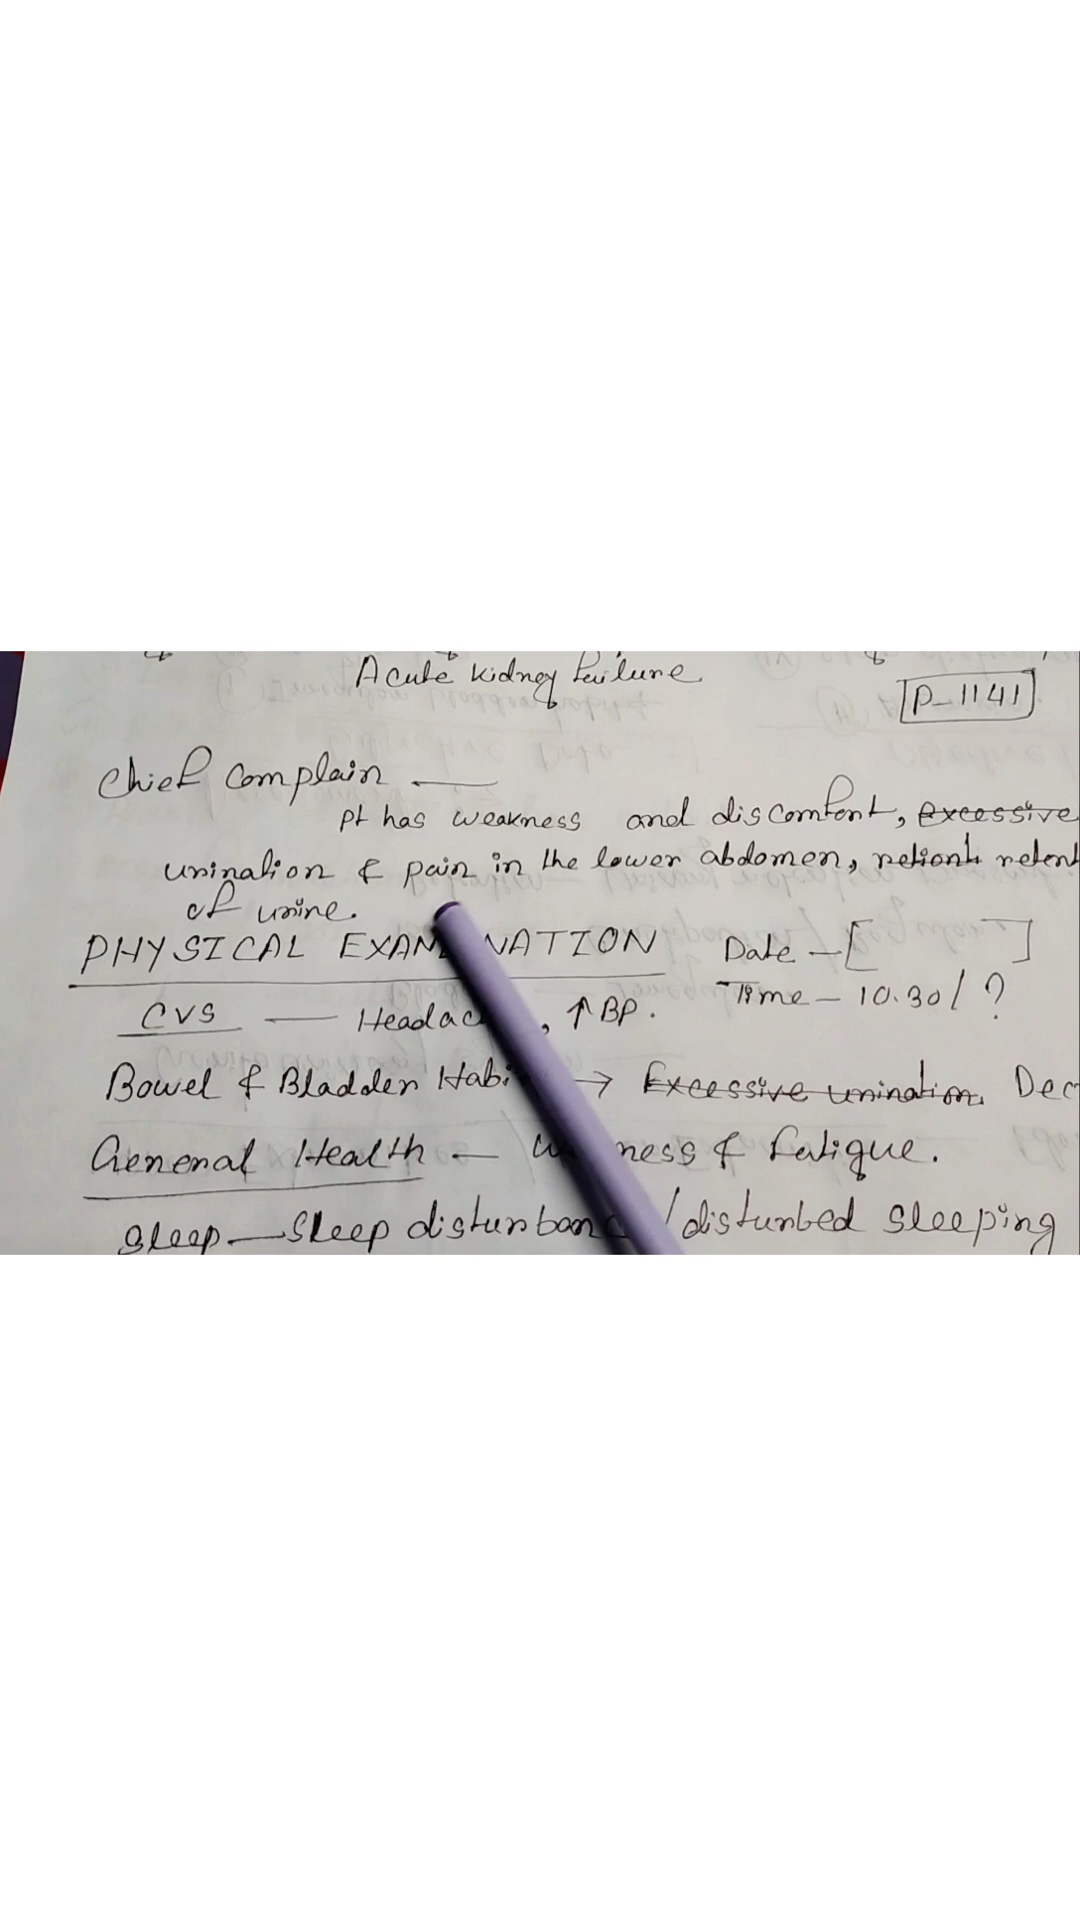 Acute kidney failure
P-1141
Chief Complain —
Pt has weakness and discomfort, excessive
urination & pain in the lower abdomen, retent
of urine.
PHYSICAL EXAM NATION Date - [ ]
Time - 10.30/ ?
CVS — Headac , ↑BP.
Bowel & Bladder Habi → Excessive urination. Dec
General Health — ness & fatigue.
Sleep — Sleep disturbanc /disturbed sleeping